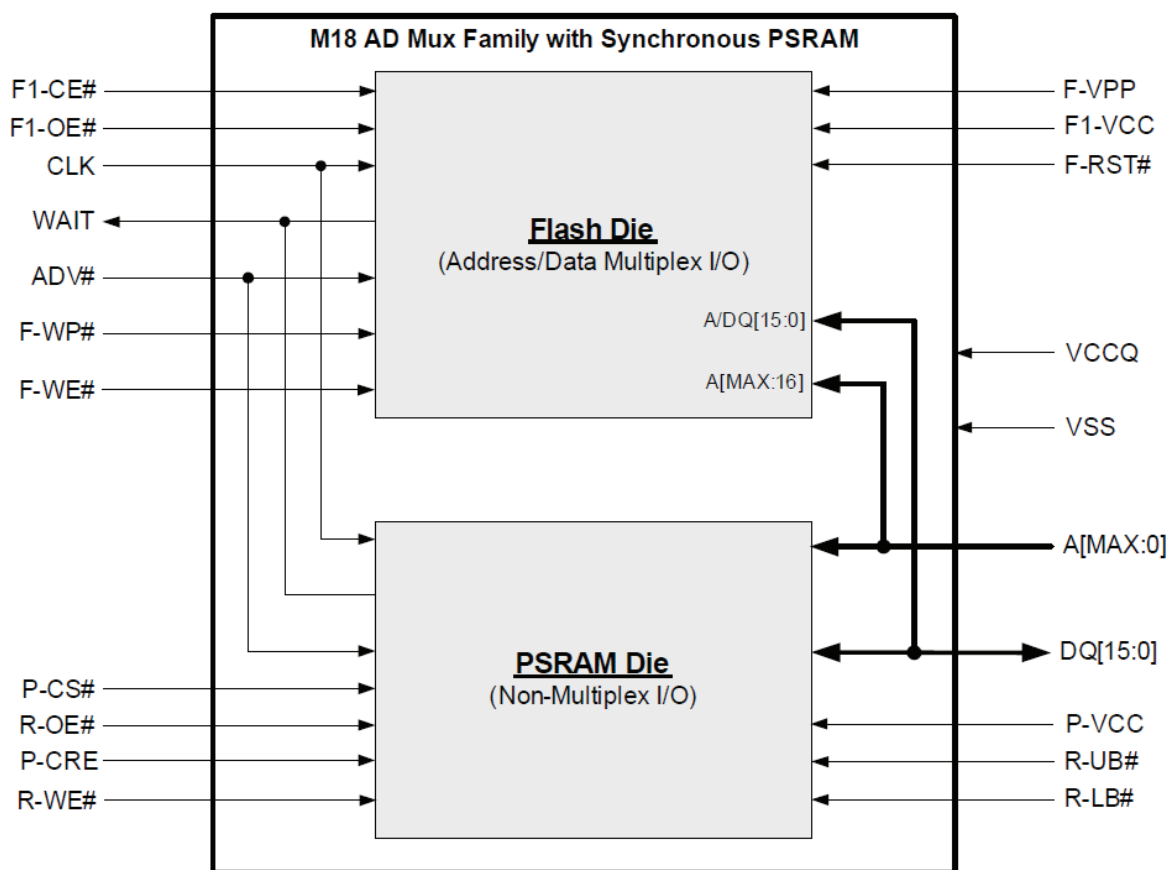 M18 AD Mux Family with Synchronous PSRAM
F1-CE#
F1-OE#
CLK
WAIT
ADV#
F-WP#
F-WE#
Flash Die
(Address/Data Multiplex I/O)
A/DQ[15:0]
A[MAX:16]
F-VPP
F1-VCC
F-RST#
VCCQ
VSS
A[MAX:0]
DQ[15:0]
PSRAM Die
(Non-Multiplex I/O)
P-CS#
R-OE#
P-CRE
R-WE#
P-VCC
R-UB#
R-LB#